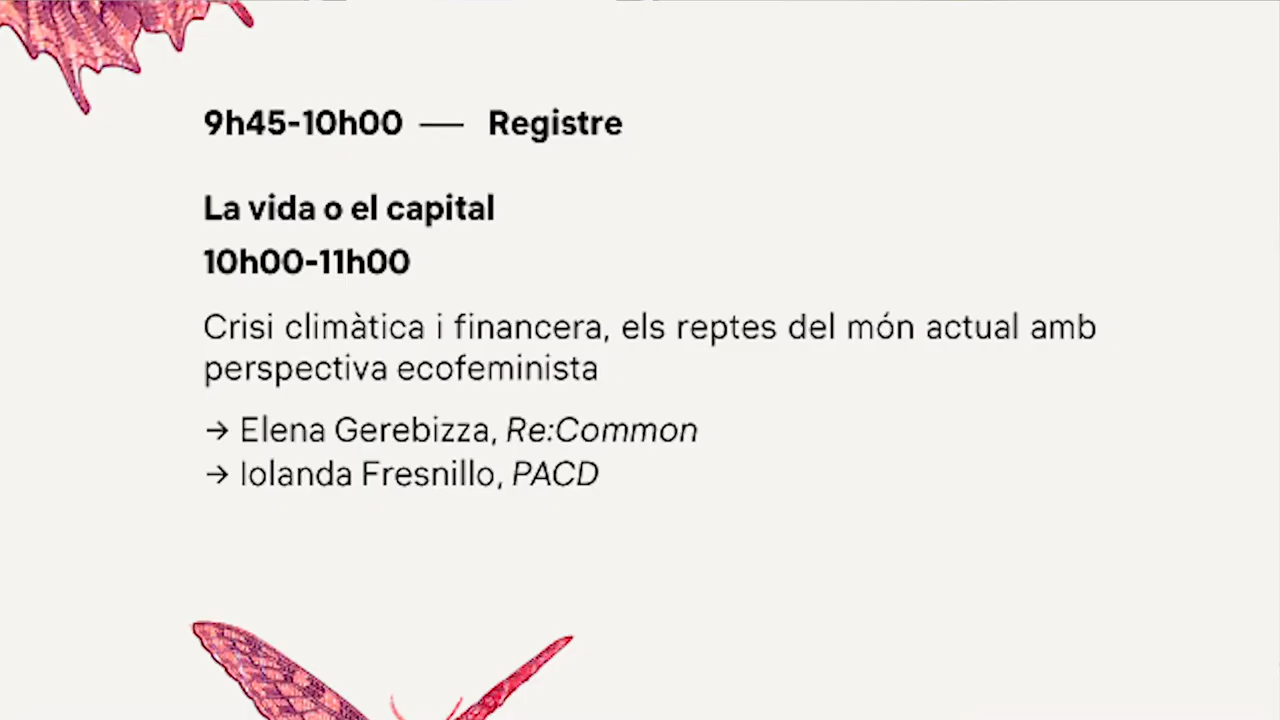 9h45-10h00 — Registre
La vida o el capital
10h00-11h00
Crisi climàtica i financera, els reptes del món actual amb
perspectiva ecofeminista
→ Elena Gerebizza, Re:Common
→ Iolanda Fresnillo, PACD